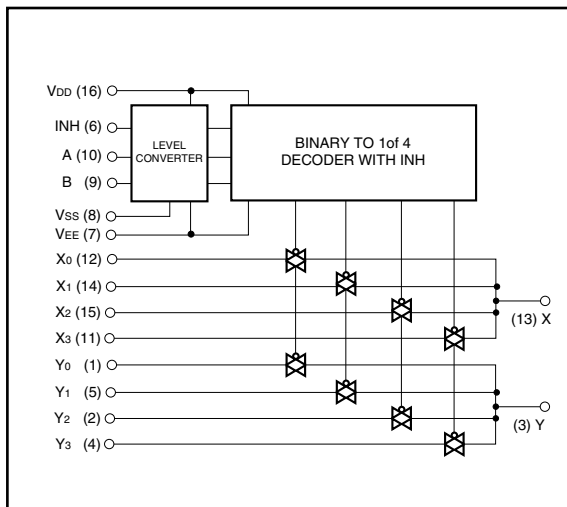 VDD (16)
INH (6)
A (10)
B (9)
VSS (8)
VEE (7)
X0 (12)
X1 (14)
X2 (15)
X3 (11)
Y0 (1)
Y1 (5)
Y2 (2)
Y3 (4)
LEVEL
CONVERTER
BINARY TO 1of 4
DECODER WITH INH
(13) X
(3) Y